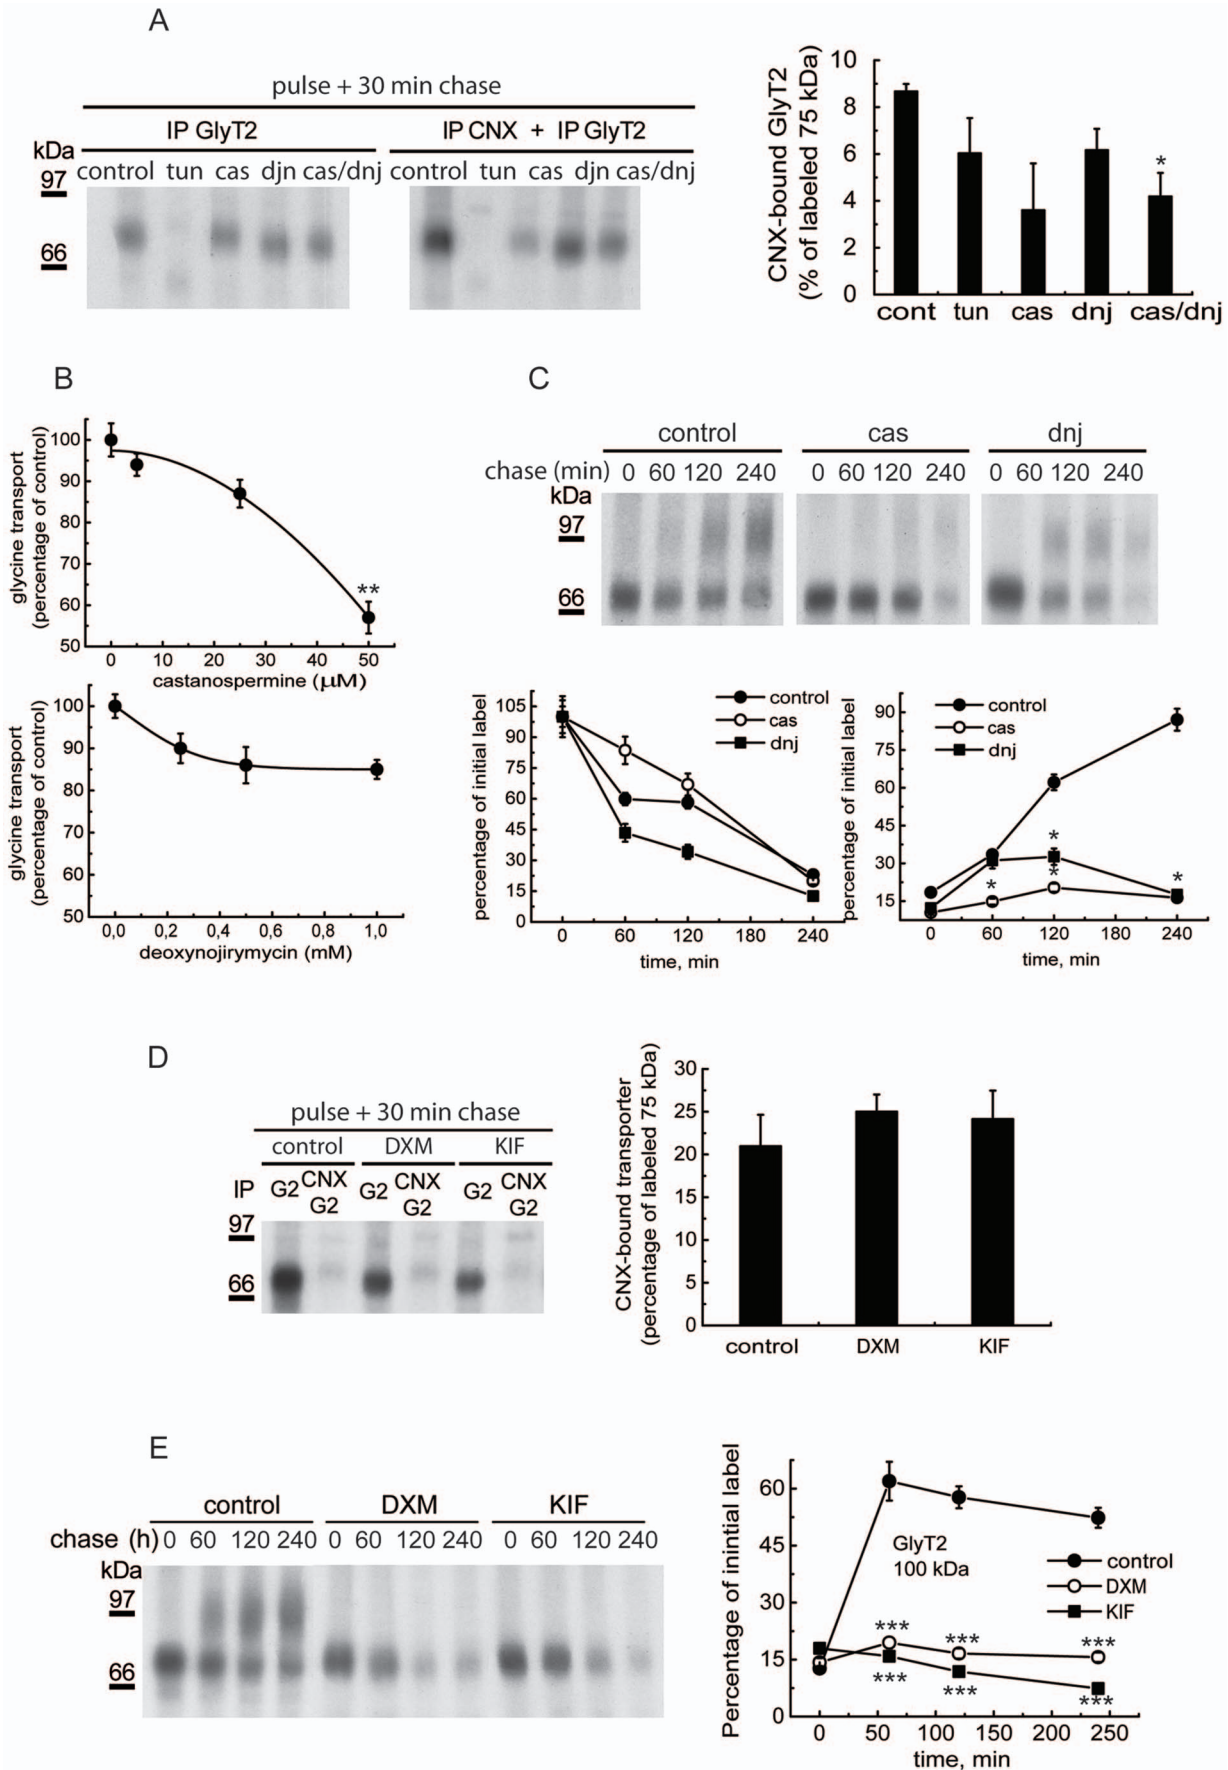 A
pulse + 30 min chase
IP GlyT2
IP CNX + IP GlyT2
kDa
control tun cas djn cas/dnj control tun cas djn cas/dnj
97
66
CNX-bound GlyT2
(% of labeled 75 kDa)
10
8
6
4
2
0
*
cont tun cas dnj cas/dnj
B
glycine transport
(percentage of control)
100
90
80
70
60
50
**
0 10 20 30 40 50
castanospermine (µM)
glycine transport
(percentage of control)
100
90
80
70
60
50
0,0 0,2 0,4 0,6 0,8 1,0
deoxynojirymycin (mM)
C
control cas dnj
chase (min) 0 60 120 240 0 60 120 240 0 60 120 240
kDa
97
66
percentage of initial label
105
90
75
60
45
30
15
0
control
cas
dnj
0 60 120 180 240
time, min
percentage of initial label
90
75
60
45
30
15
control
cas
dnj
*
*
*
*
0 60 120 180 240
time, min
D
pulse + 30 min chase
control DXM KIF
IP G2 CNX G2 CNX G2 CNX
G2 G2 G2
97
66
CNX-bound transporter
(percentage of labeled 75 kDa)
30
25
20
15
10
5
0
control DXM KIF
E
control DXM KIF
chase (h) 0 60 120 240 0 60 120 240 0 60 120 240
kDa
97
66
Percentage of inintial label
60
45
30
15
0
GlyT2
100 kDa
control
DXM
KIF
*** *** ***
*** *** ***
0 50 100 150 200 250
time, min